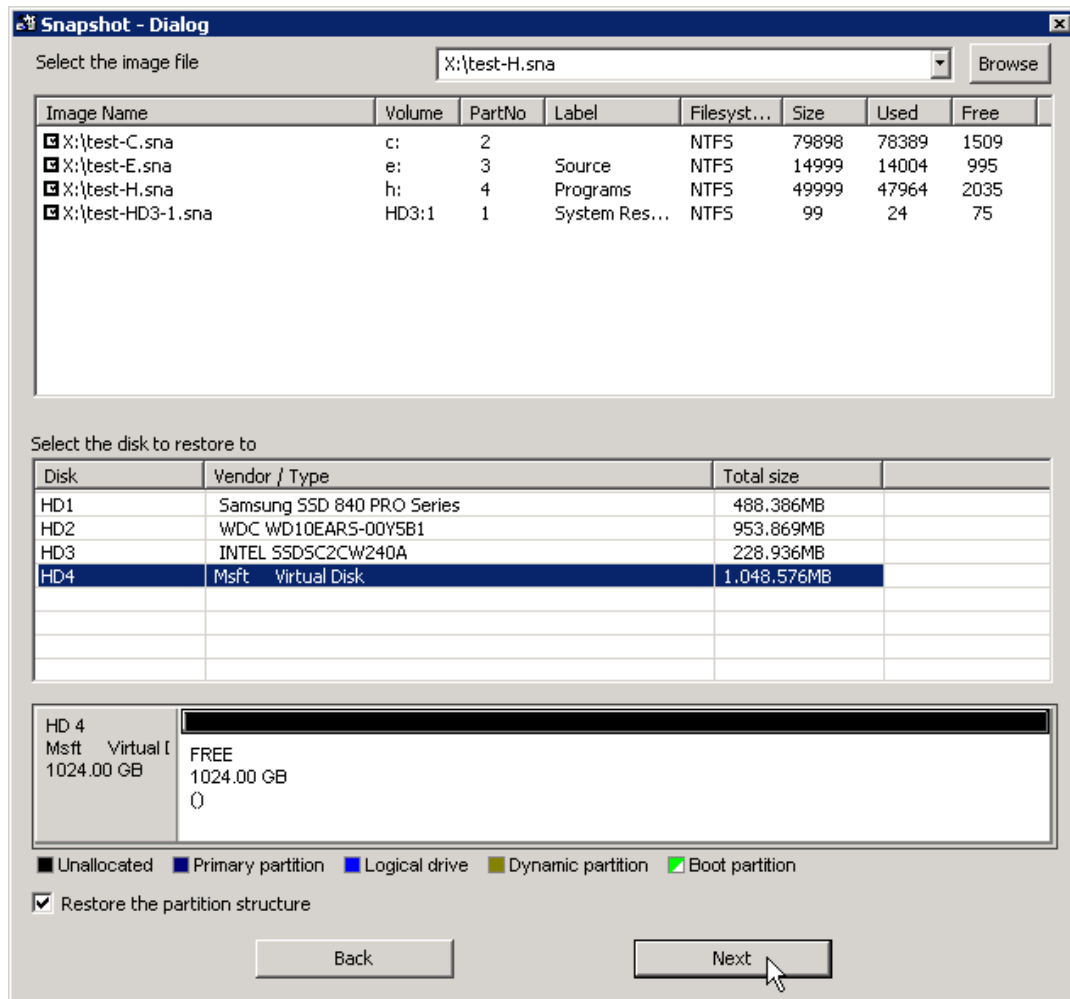 Snapshot - Dialog
Select the image file X:\test-H.sna Browse
Image Name Volume PartNo Label Filesyst... Size Used Free
X:\test-C.sna c: 2 NTFS 79898 78389 1509
X:\test-E.sna e: 3 Source NTFS 14999 14004 995
X:\test-H.sna h: 4 Programs NTFS 49999 47964 2035
X:\test-HD3-1.sna HD3:1 1 System Res... NTFS 99 24 75
Select the disk to restore to
Disk Vendor / Type Total size
HD1 Samsung SSD 840 PRO Series 488.386MB
HD2 WDC WD10EARS-00Y5B1 953.869MB
HD3 INTEL SSDSC2CW240A 228.936MB
HD4 Msft Virtual Disk 1.048.576MB
HD 4
Msft Virtual [
1024.00 GB
FREE
1024.00 GB
()
Unallocated Primary partition Logical drive Dynamic partition Boot partition
Restore the partition structure
Back Next